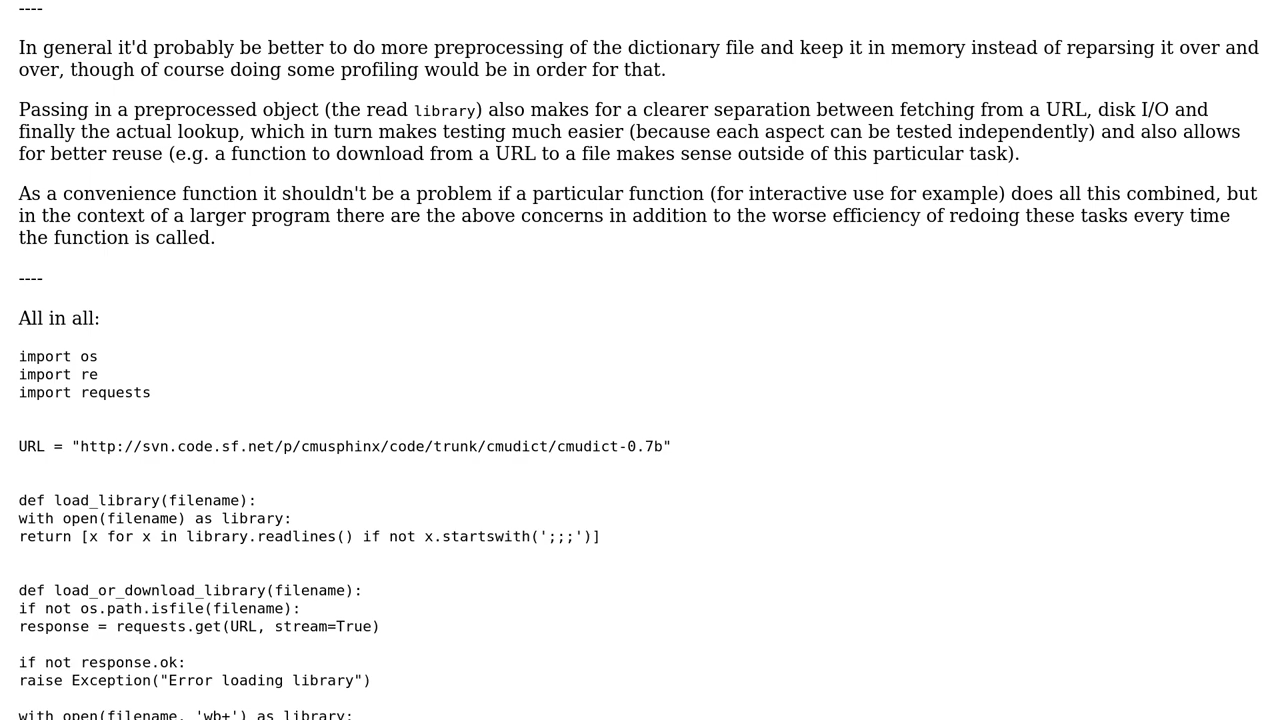 ----
In general it'd probably be better to do more preprocessing of the dictionary file and keep it in memory instead of reparsing it over and
over, though of course doing some profiling would be in order for that.
Passing in a preprocessed object (the read library) also makes for a clearer separation between fetching from a URL, disk I/O and
finally the actual lookup, which in turn makes testing much easier (because each aspect can be tested independently) and also allows
for better reuse (e.g. a function to download from a URL to a file makes sense outside of this particular task).
As a convenience function it shouldn't be a problem if a particular function (for interactive use for example) does all this combined, but
in the context of a larger program there are the above concerns in addition to the worse efficiency of redoing these tasks every time
the function is called.
----
All in all:
import os
import re
import requests
URL = "http://svn.code.sf.net/p/cmusphinx/code/trunk/cmudict/cmudict-0.7b"
def load_library(filename):
with open(filename) as library:
return [x for x in library.readlines() if not x.startswith(';;;')]
def load_or_download_library(filename):
if not os.path.isfile(filename):
response = requests.get(URL, stream=True)
if not response.ok:
raise Exception("Error loading library")
with open(filename, 'wb+') as library: